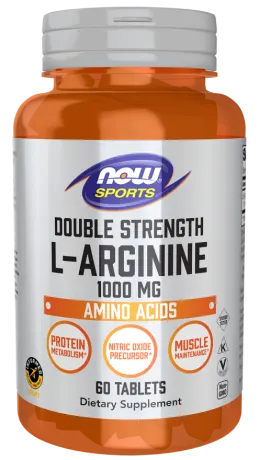 now
SPORTS
DOUBLE STRENGTH
L-ARGININE
1000 MG
AMINO ACIDS
PROTEIN
METABOLISM*
NITRIC OXIDE
PRECURSOR*
MUSCLE
MAINTENANCE*
60 TABLETS
Dietary Supplement